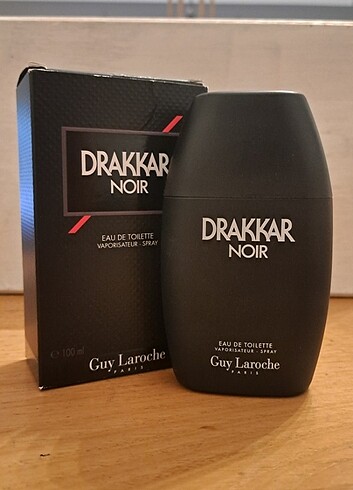 DRAKKAR
NOIR
EAU DE TOILETTE
VAPORISATEUR - SPRAY
℮ 100 ml
Guy Laroche
PARIS
DRAKKAR
NOIR
EAU DE TOILETTE
VAPORISATEUR - SPRAY
Guy Laroche
PARIS